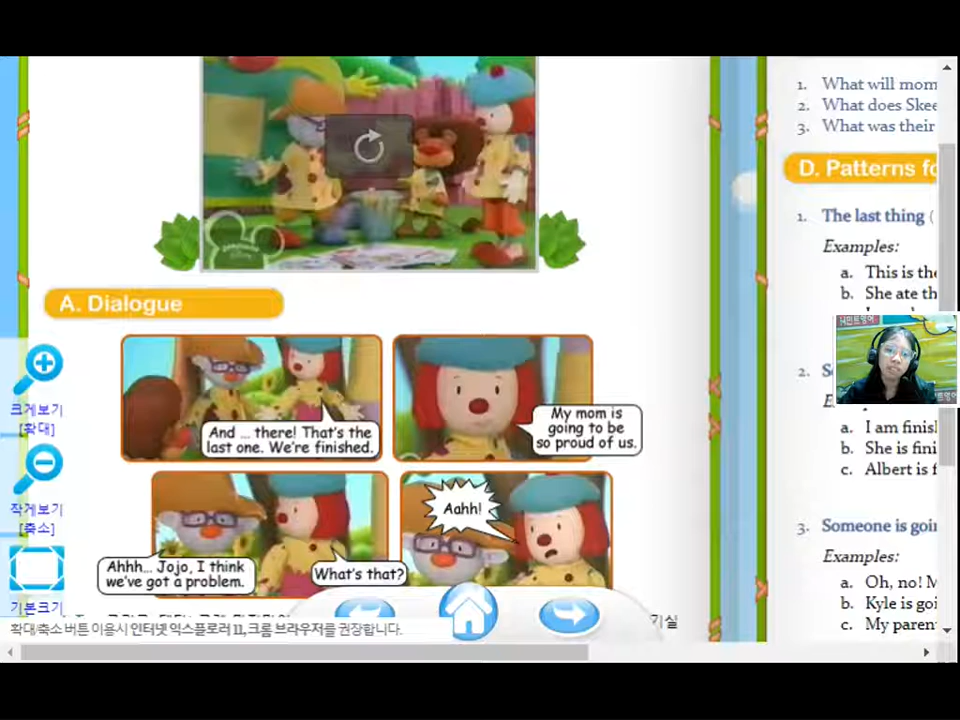 A. Dialogue
And ... there! That's the
last one. We're finished.
My mom is
going to be
so proud of us.
Ahhh... Jojo, I think
we've got a problem.
What's that?
Aahh!
크게보기
[확대]
작게보기
[축소]
기본크기
확대/축소 버튼 이용시 인터넷 익스플로러 11, 크롬 브라우저를 권장합니다.
기실
1. What will mom
2. What does Skee
3. What was their
D. Patterns fo
1. The last thing (
Examples:
a. This is the
b. She ate th
2. S
E
a. I am finis
b. She is fini
c. Albert is f
3. Someone is goin
Examples:
a. Oh, no! M
b. Kyle is goi
c. My paren